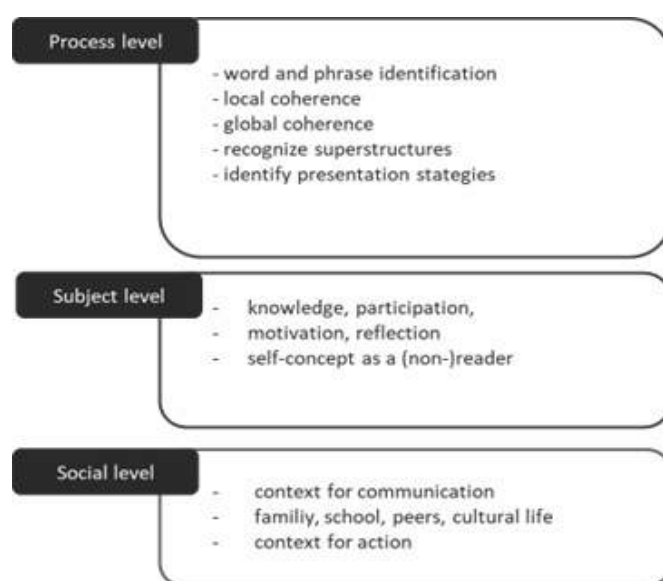 Process level
- word and phrase identification
- local coherence
- global coherence
- recognize superstructures
- identify presentation stategies
Subject level
- knowledge, participation,
- motivation, reflection
- self-concept as a (non-)reader
Social level
- context for communication
- familiy, school, peers, cultural life
- context for action